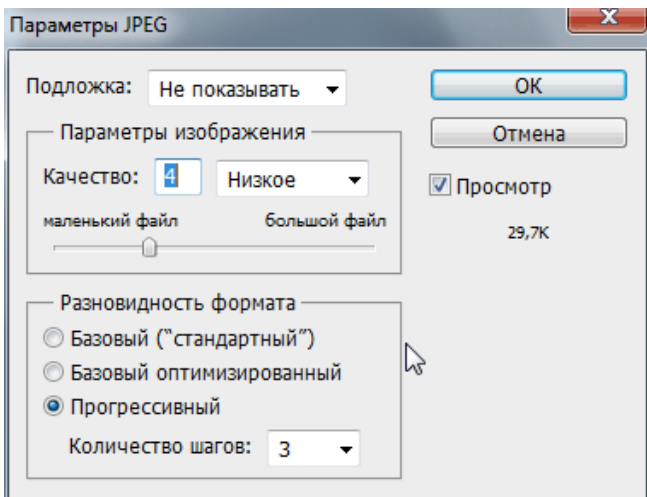 Параметры JPEG
Подложка: Не показывать
OK
Параметры изображения
Отмена
Качество: 4 Низкое
Просмотр
маленький файл большой файл
29,7K
Разновидность формата
Базовый ("стандартный")
Базовый оптимизированный
Прогрессивный
Количество шагов: 3